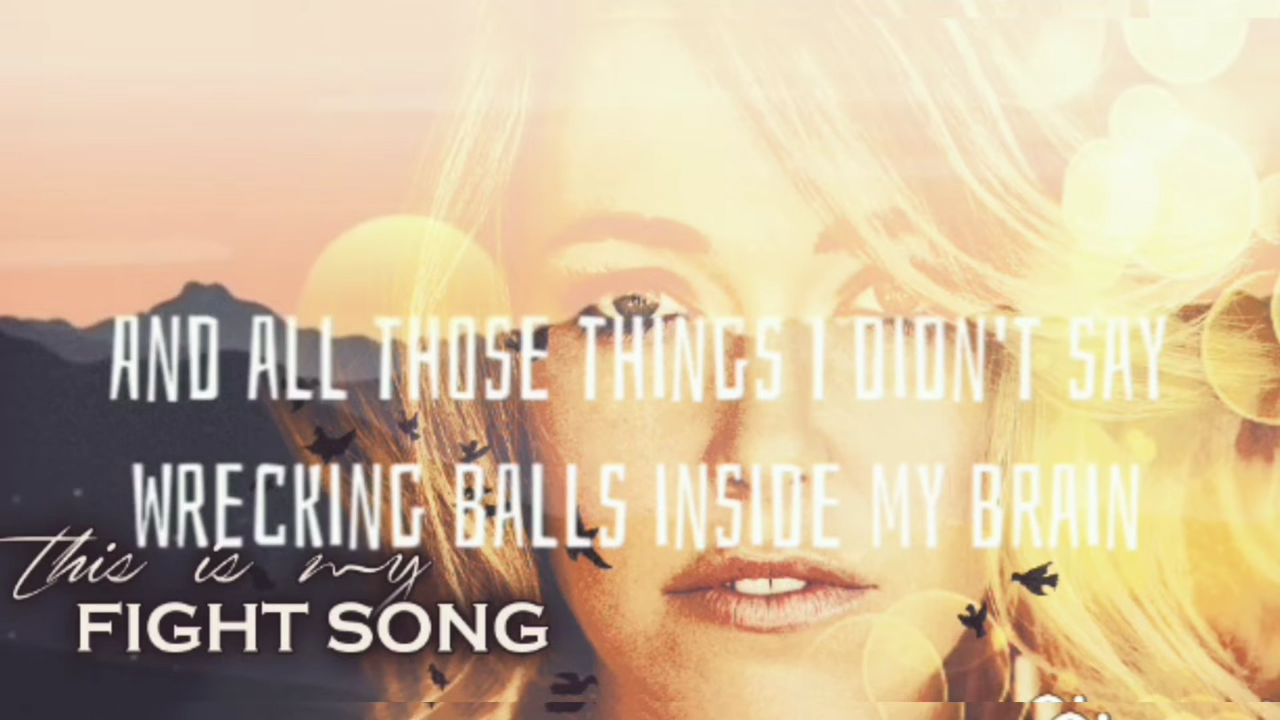 AND ALL THOSE THINGS I DIDN'T SAY
WRECKING BALLS INSIDE MY BRAIN
this is my
FIGHT SONG